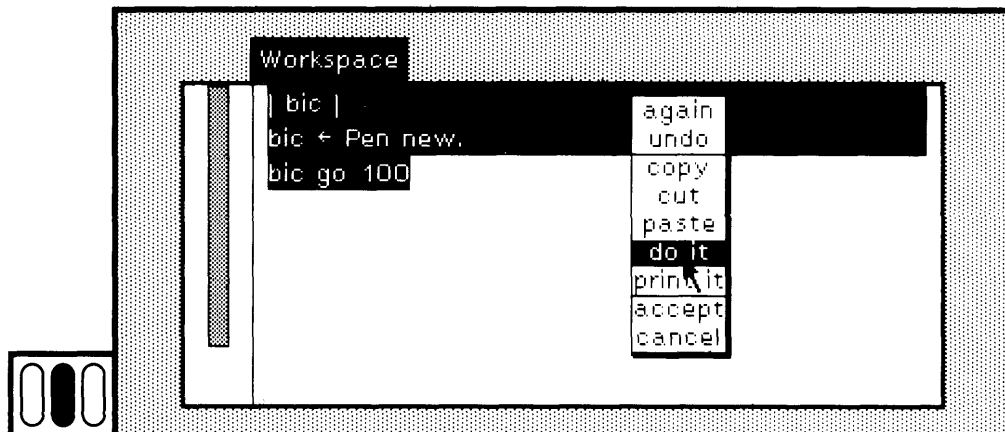 Workspace
| bic |
bic ← Pen new.
bic go 100
again
undo
copy
cut
paste
do it
print it
accept
cancel